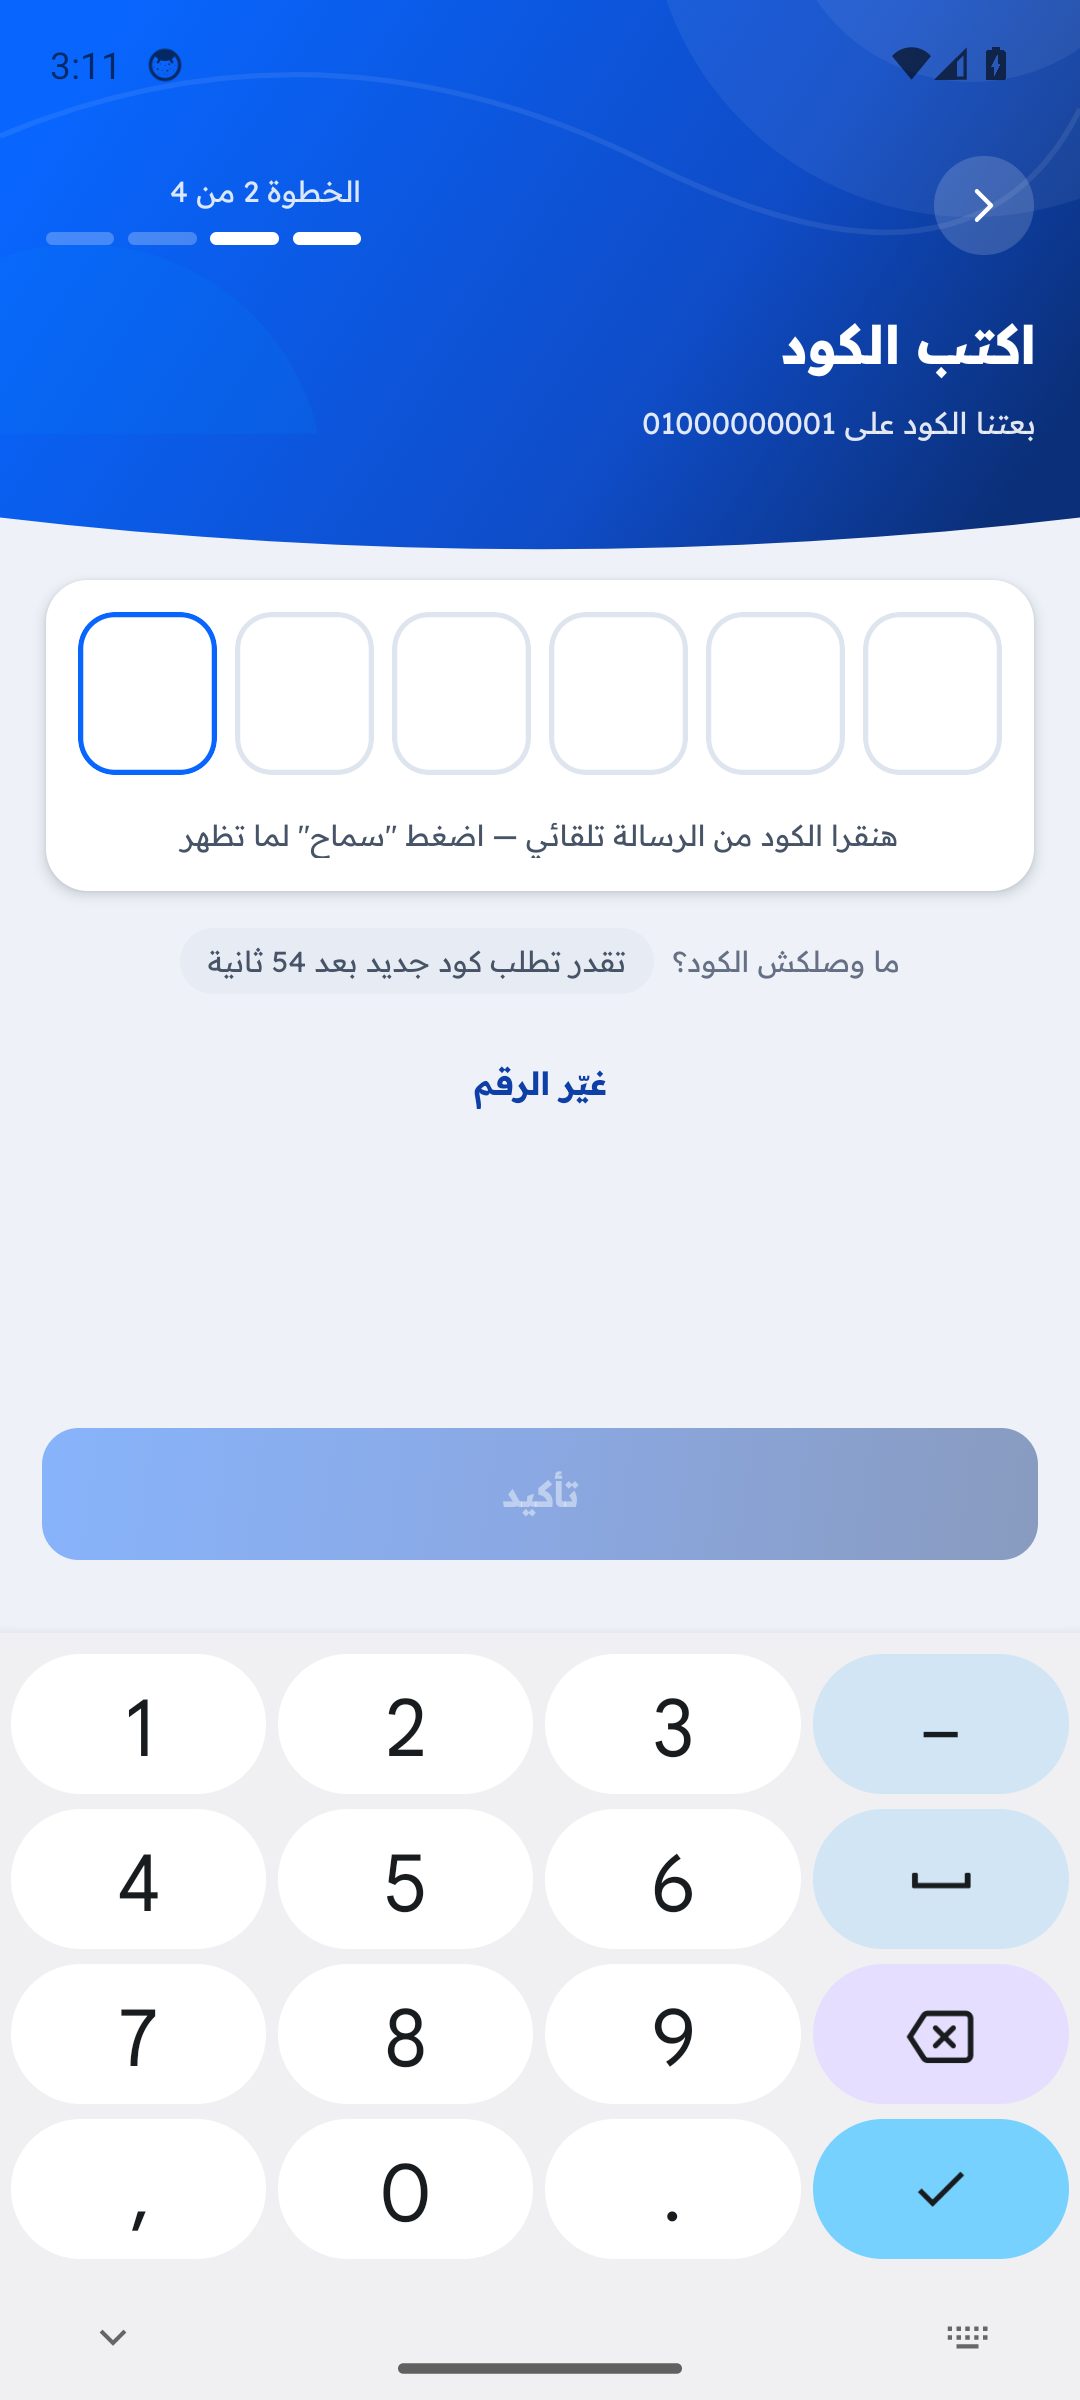 3:11
الخطوة 2 من 4
اكتب الكود
بعتنا الكود على 01000000001
هنقرا الكود من الرسالة تلقائي — اضغط "سماح" لما تظهر
ما وصلكش الكود؟ تقدر تطلب كود جديد بعد 54 ثانية
غيّر الرقم
تأكيد
1 2 3 –
4 5 6
7 8 9
, 0 .